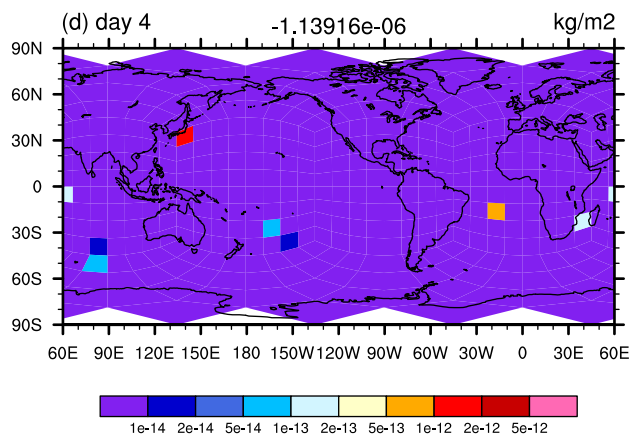 (d) day 4 -1.13916e-06 kg/m2
90N
60N
30N
0
30S
60S
90S
60E 90E 120E 150E 180E 150W 120W 90W 60W 30W 0 30E 60E
1e-14 2e-14 5e-14 1e-13 2e-13 5e-13 1e-12 2e-12 5e-12